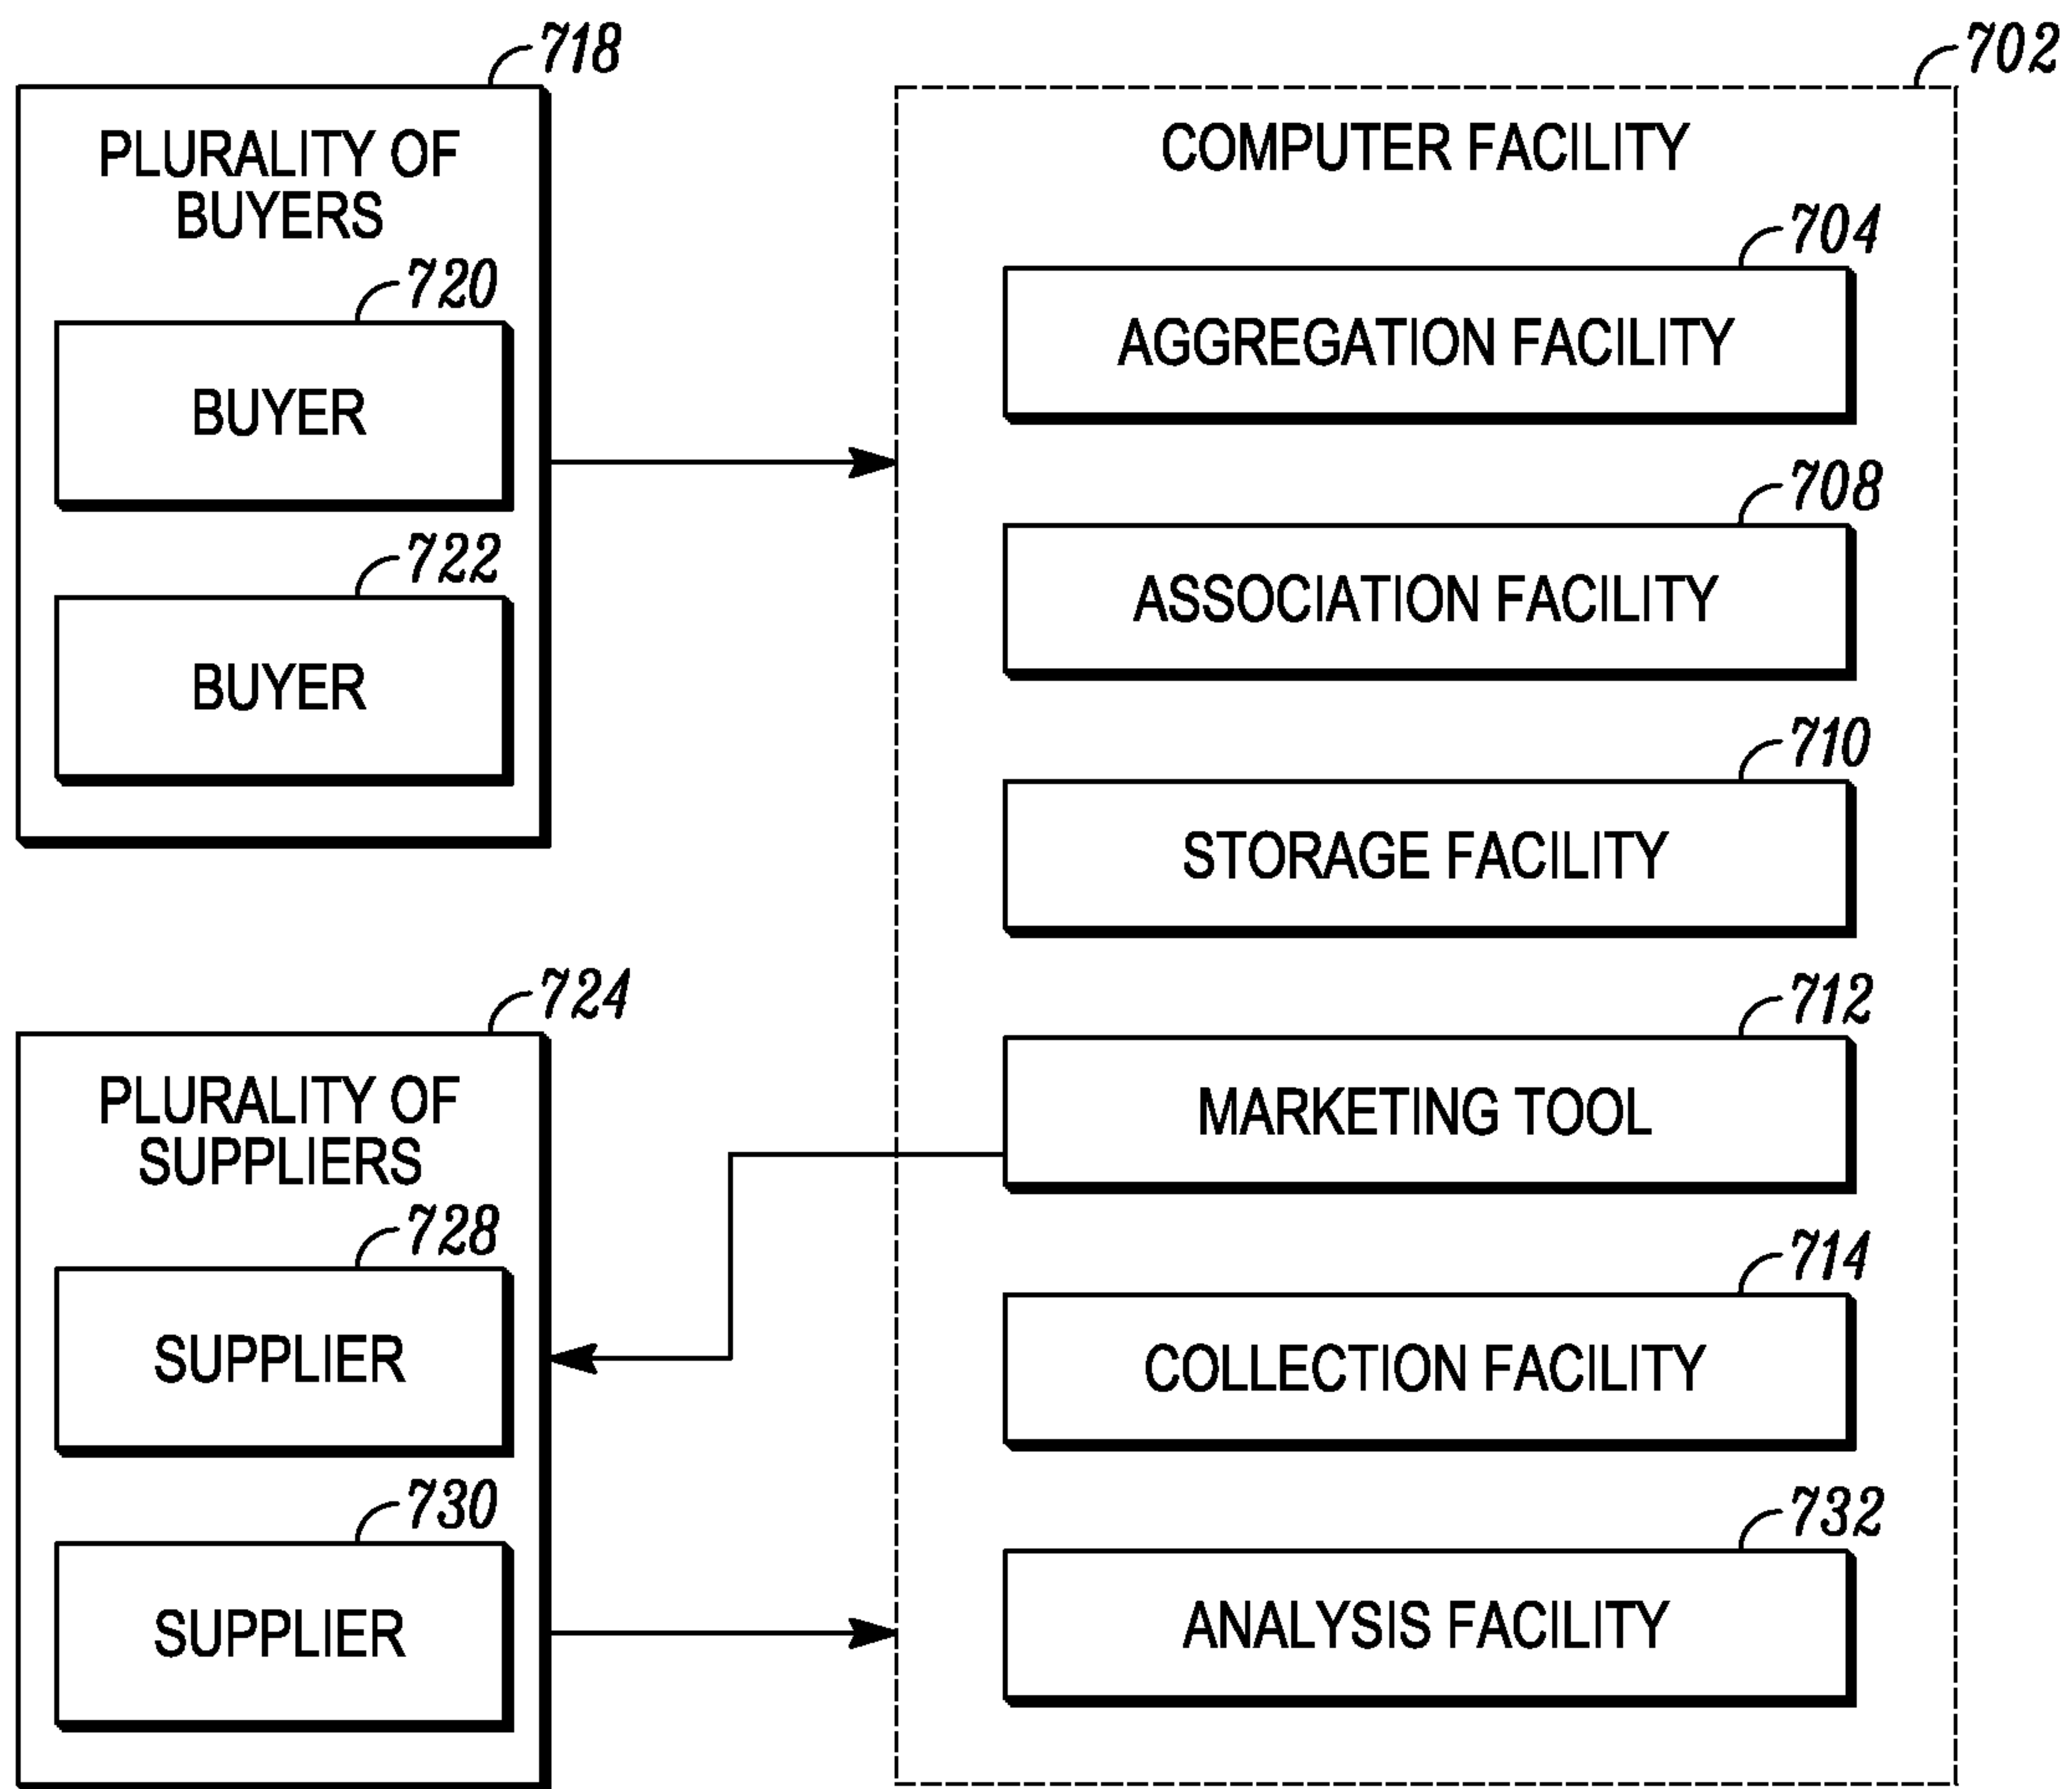 718
PLURALITY OF
BUYERS
720
BUYER
722
BUYER
724
PLURALITY OF
SUPPLIERS
728
SUPPLIER
730
SUPPLIER
702
COMPUTER FACILITY
704
AGGREGATION FACILITY
708
ASSOCIATION FACILITY
710
STORAGE FACILITY
712
MARKETING TOOL
714
COLLECTION FACILITY
732
ANALYSIS FACILITY